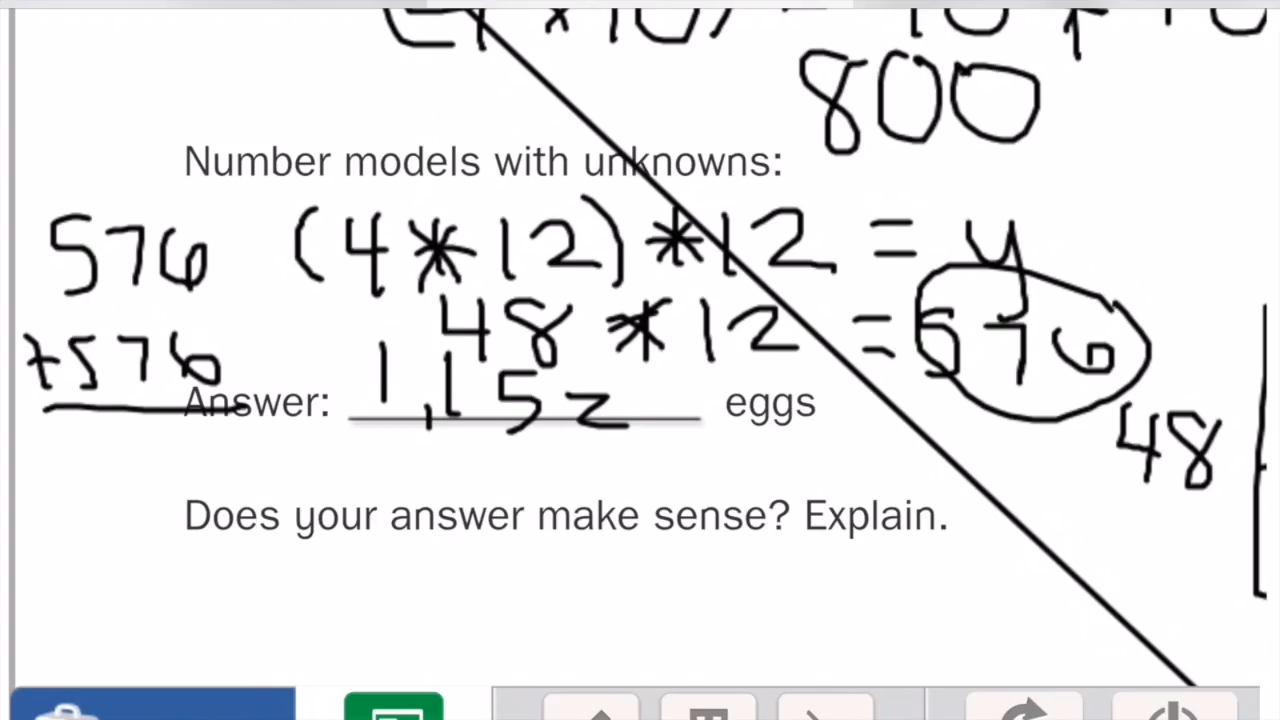 800
Number models with unknowns:
576 (4 * 12) * 12 = y
48 * 12 = 576
+576
Answer: 1,152 eggs
48
Does your answer make sense? Explain.